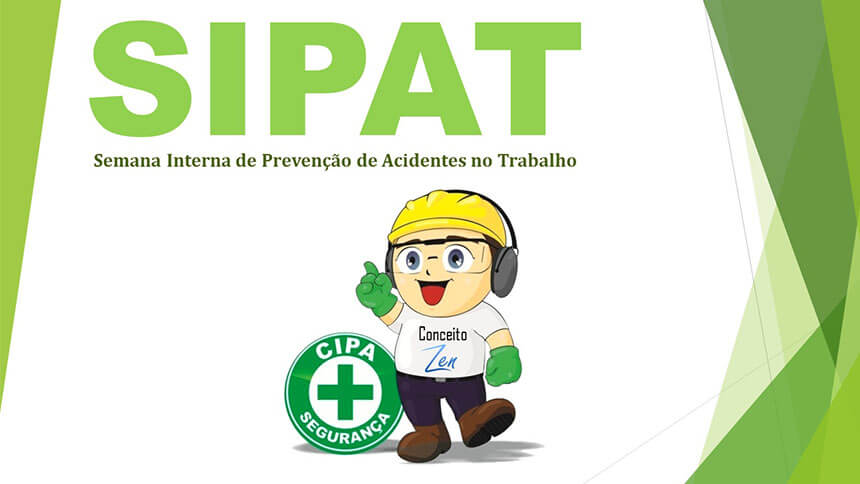 SIPAT
Semana Interna de Prevenção de Acidentes no Trabalho
Conceito
Zen
CIPA
SEGURANÇA